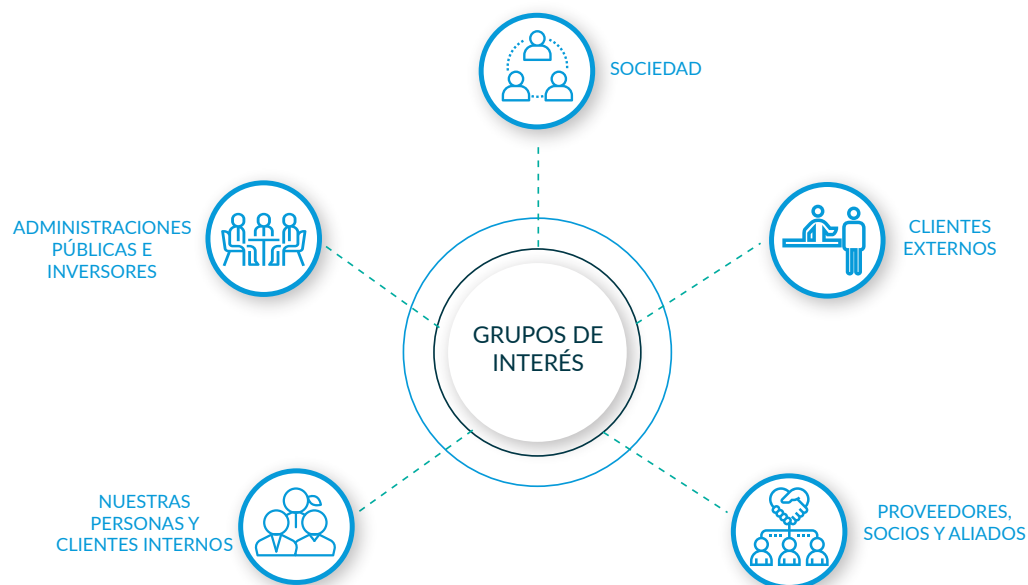 SOCIEDAD
ADMINISTRACIONES
PÚBLICAS E
INVERSORES
CLIENTES
EXTERNOS
GRUPOS DE
INTERÉS
NUESTRAS
PERSONAS Y
CLIENTES INTERNOS
PROVEEDORES,
SOCIOS Y ALIADOS